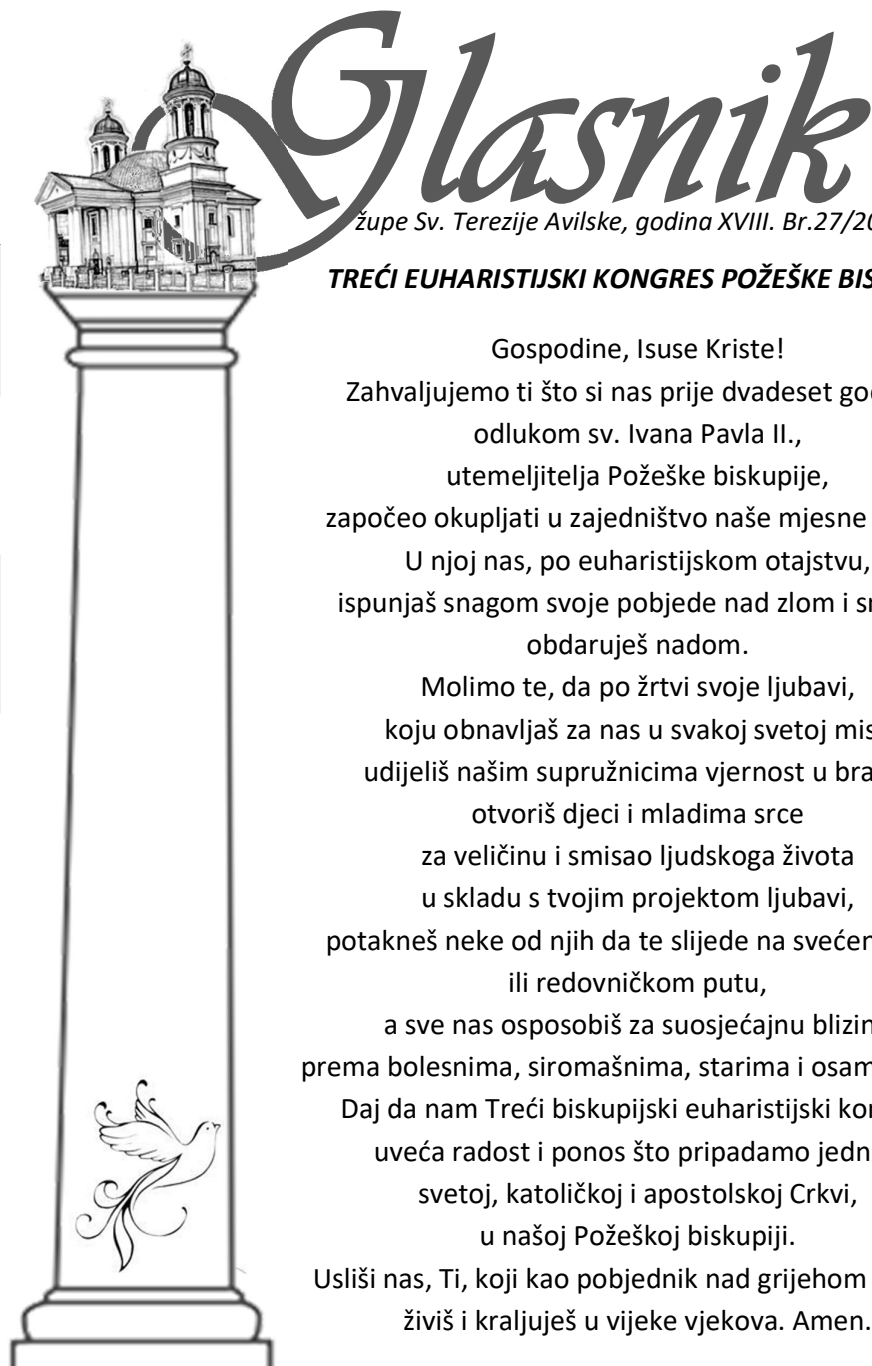 Glasnik
župe Sv. Terezije Avilske, godina XVIII. Br.27/20
TREĆI EUHARISTIJSKI KONGRES POŽEŠKE BIS
Gospodine, Isuse Kriste!
Zahvaljujemo ti što si nas prije dvadeset go
odlukom sv. Ivana Pavla II.,
utemeljitelja Požeške biskupije,
započeo okupljati u zajedništvo naše mjesne
U njoj nas, po euharistijskom otajstvu,
ispunjaš snagom svoje pobjede nad zlom i s
obdaruješ nadom.
Molimo te, da po žrtvi svoje ljubavi,
koju obnavljaš za nas u svakoj svetoj mis
udijeliš našim supružnicima vjernost u bra
otvoriš djeci i mladima srce
za veličinu i smisao ljudskoga života
u skladu s tvojim projektom ljubavi,
potakneš neke od njih da te slijede na svećen
ili redovničkom putu,
a sve nas osposobiš za suosjećajnu blizin
prema bolesnima, siromašnima, starima i osam
Daj da nam Treći biskupijski euharistijski ko
uveća radost i ponos što pripadamo jedn
svetoj, katoličkoj i apostolskoj Crkvi,
u našoj Požeškoj biskupiji.
Usliši nas, Ti, koji kao pobjednik nad grijehom
živiš i kraljuješ u vijeke vjekova. Amen.